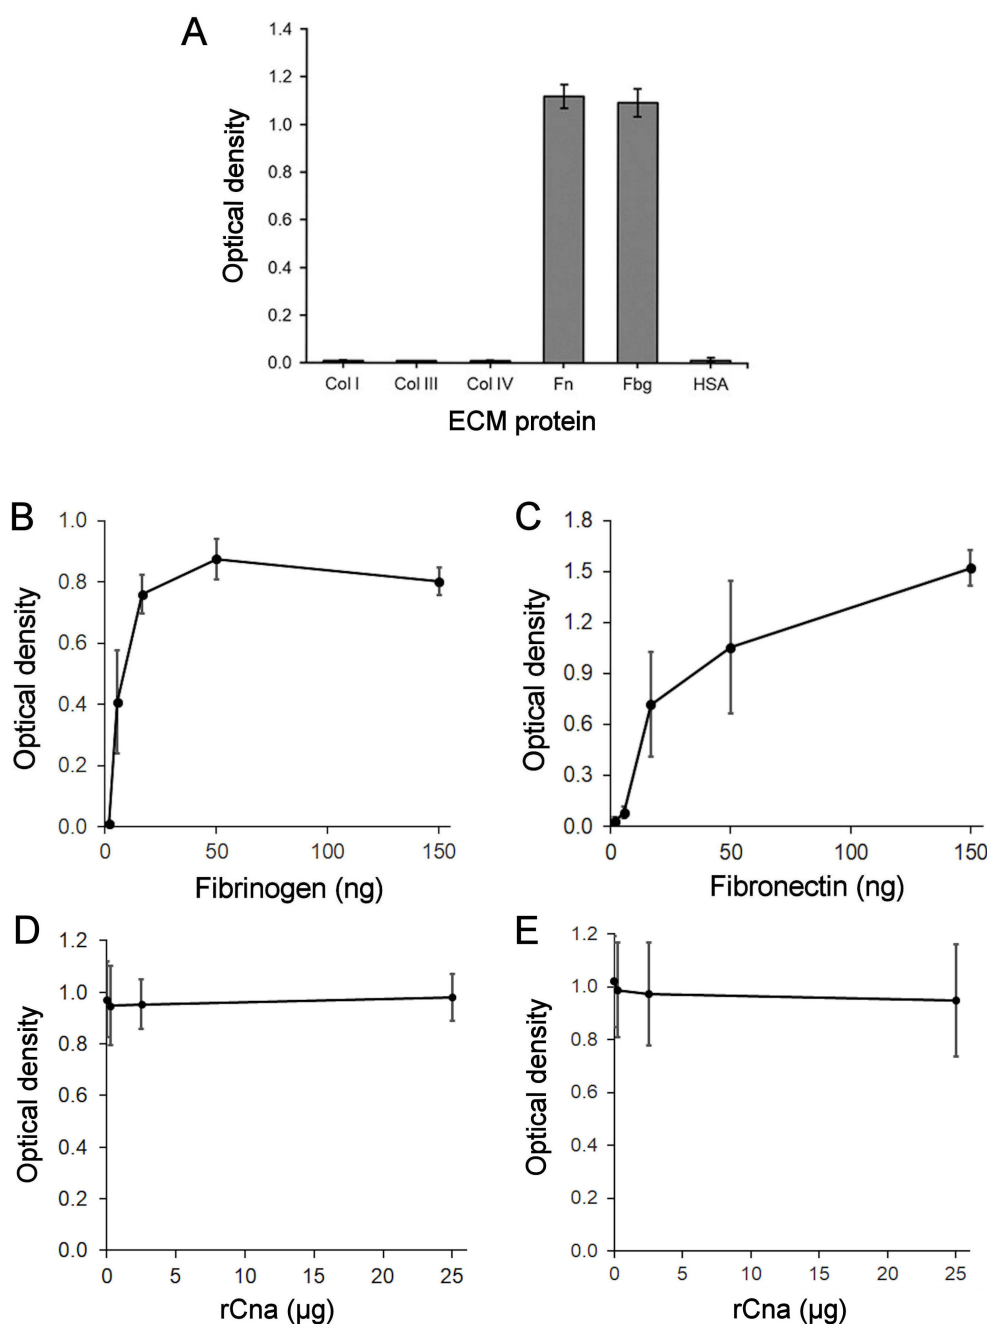 A
Optical density
1.4
1.2
1.0
0.8
0.6
0.4
0.2
0.0
Col I Col III Col IV Fn Fbg HSA
ECM protein
B
Optical density
1.0
0.8
0.6
0.4
0.2
0.0
0 50 100 150
Fibrinogen (ng)
C
Optical density
1.8
1.5
1.2
0.9
0.6
0.3
0.0
0 50 100 150
Fibronectin (ng)
D
Optical density
1.2
1.0
0.8
0.6
0.4
0.2
0.0
0 5 10 15 20 25
rCna (µg)
E
Optical density
1.2
1.0
0.8
0.6
0.4
0.2
0.0
0 5 10 15 20 25
rCna (µg)